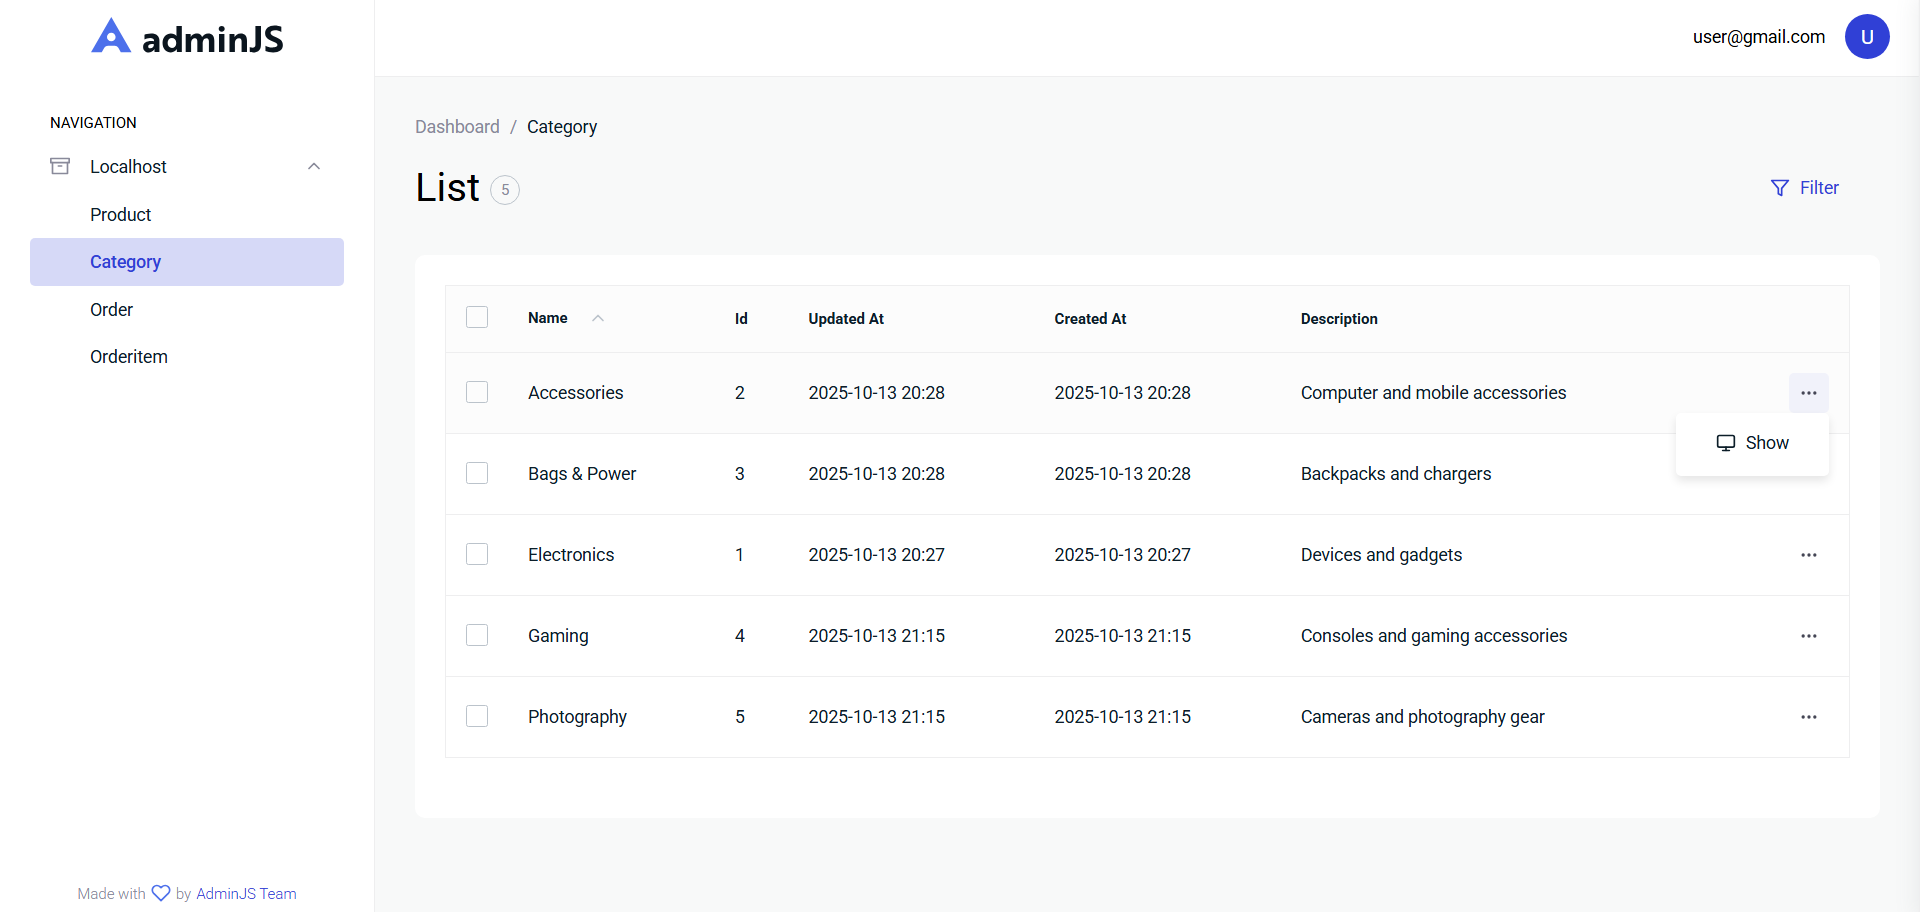 adminJS
user@gmail.com
U
NAVIGATION
Localhost
Product
Category
Order
Orderitem
Dashboard / Category
List 5
Filter
Name Id Updated At Created At Description
Accessories 2 2025-10-13 20:28 2025-10-13 20:28 Computer and mobile accessories
Show
Bags & Power 3 2025-10-13 20:28 2025-10-13 20:28 Backpacks and chargers
Electronics 1 2025-10-13 20:27 2025-10-13 20:27 Devices and gadgets
Gaming 4 2025-10-13 21:15 2025-10-13 21:15 Consoles and gaming accessories
Photography 5 2025-10-13 21:15 2025-10-13 21:15 Cameras and photography gear
Made with by AdminJS Team